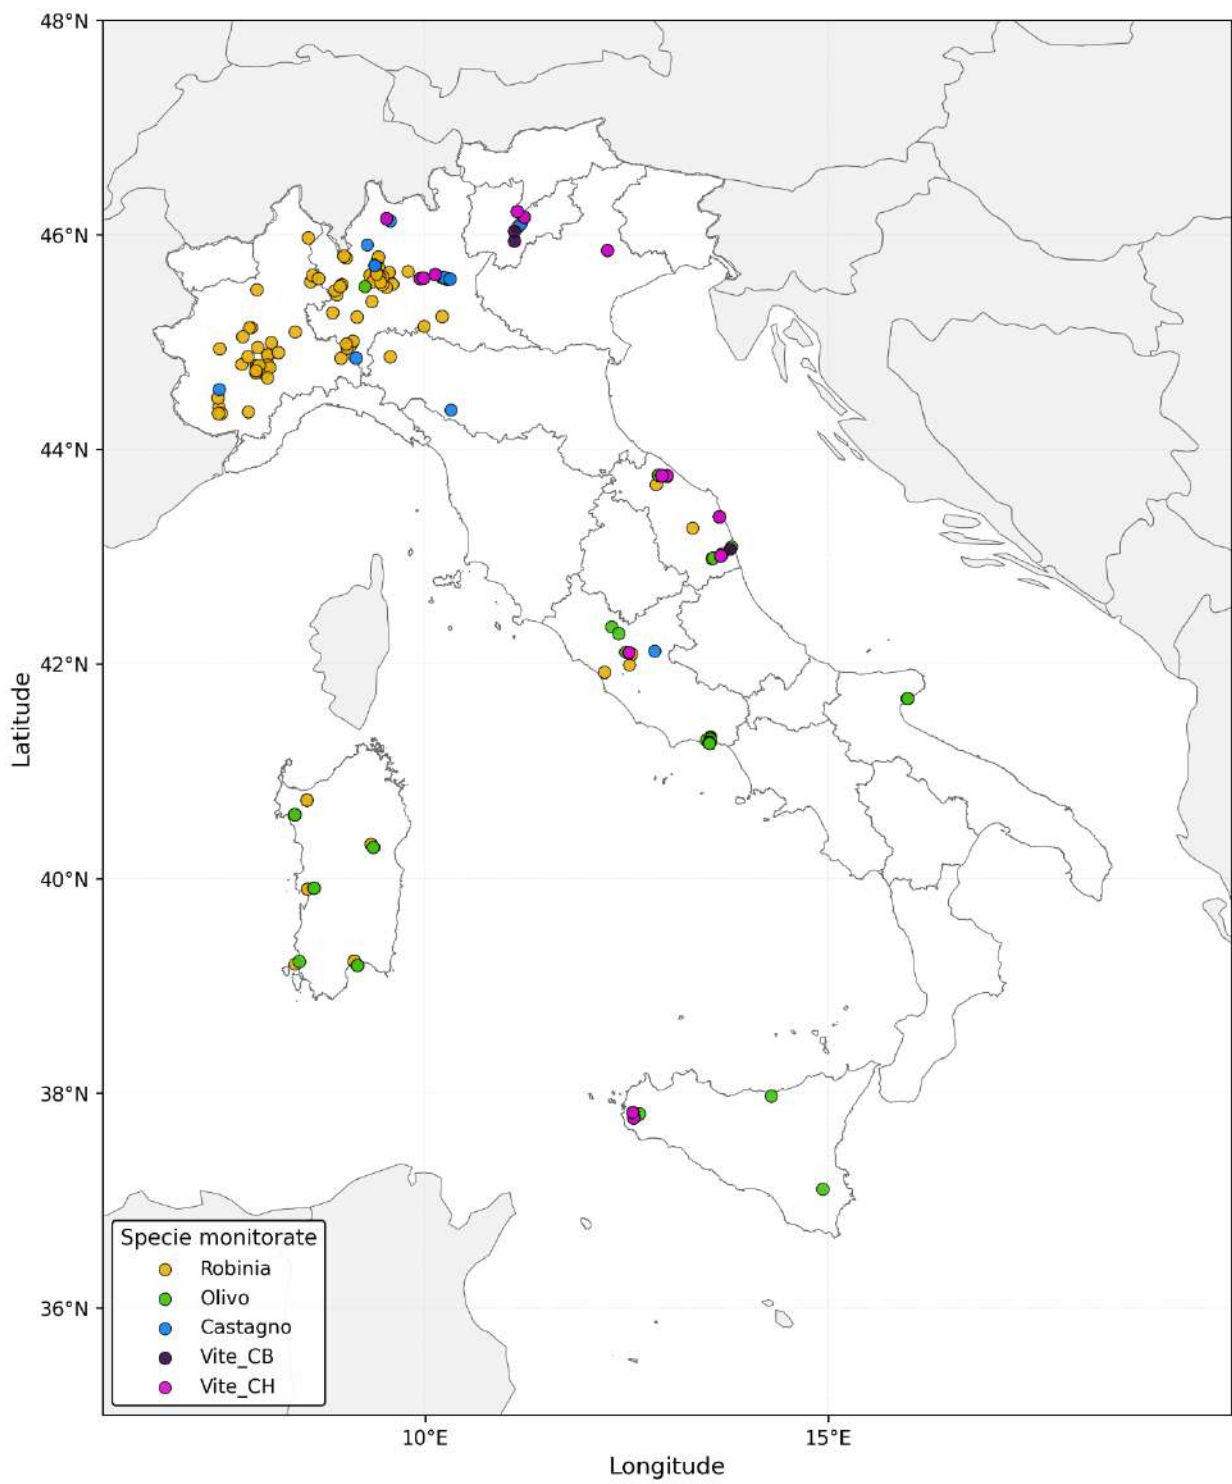 48°N
46°N
44°N
42°N
40°N
38°N
36°N
Latitude
Specie monitorate
Robinia
Olivo
Castagno
Vite_CB
Vite_CH
10°E
15°E
Longitude